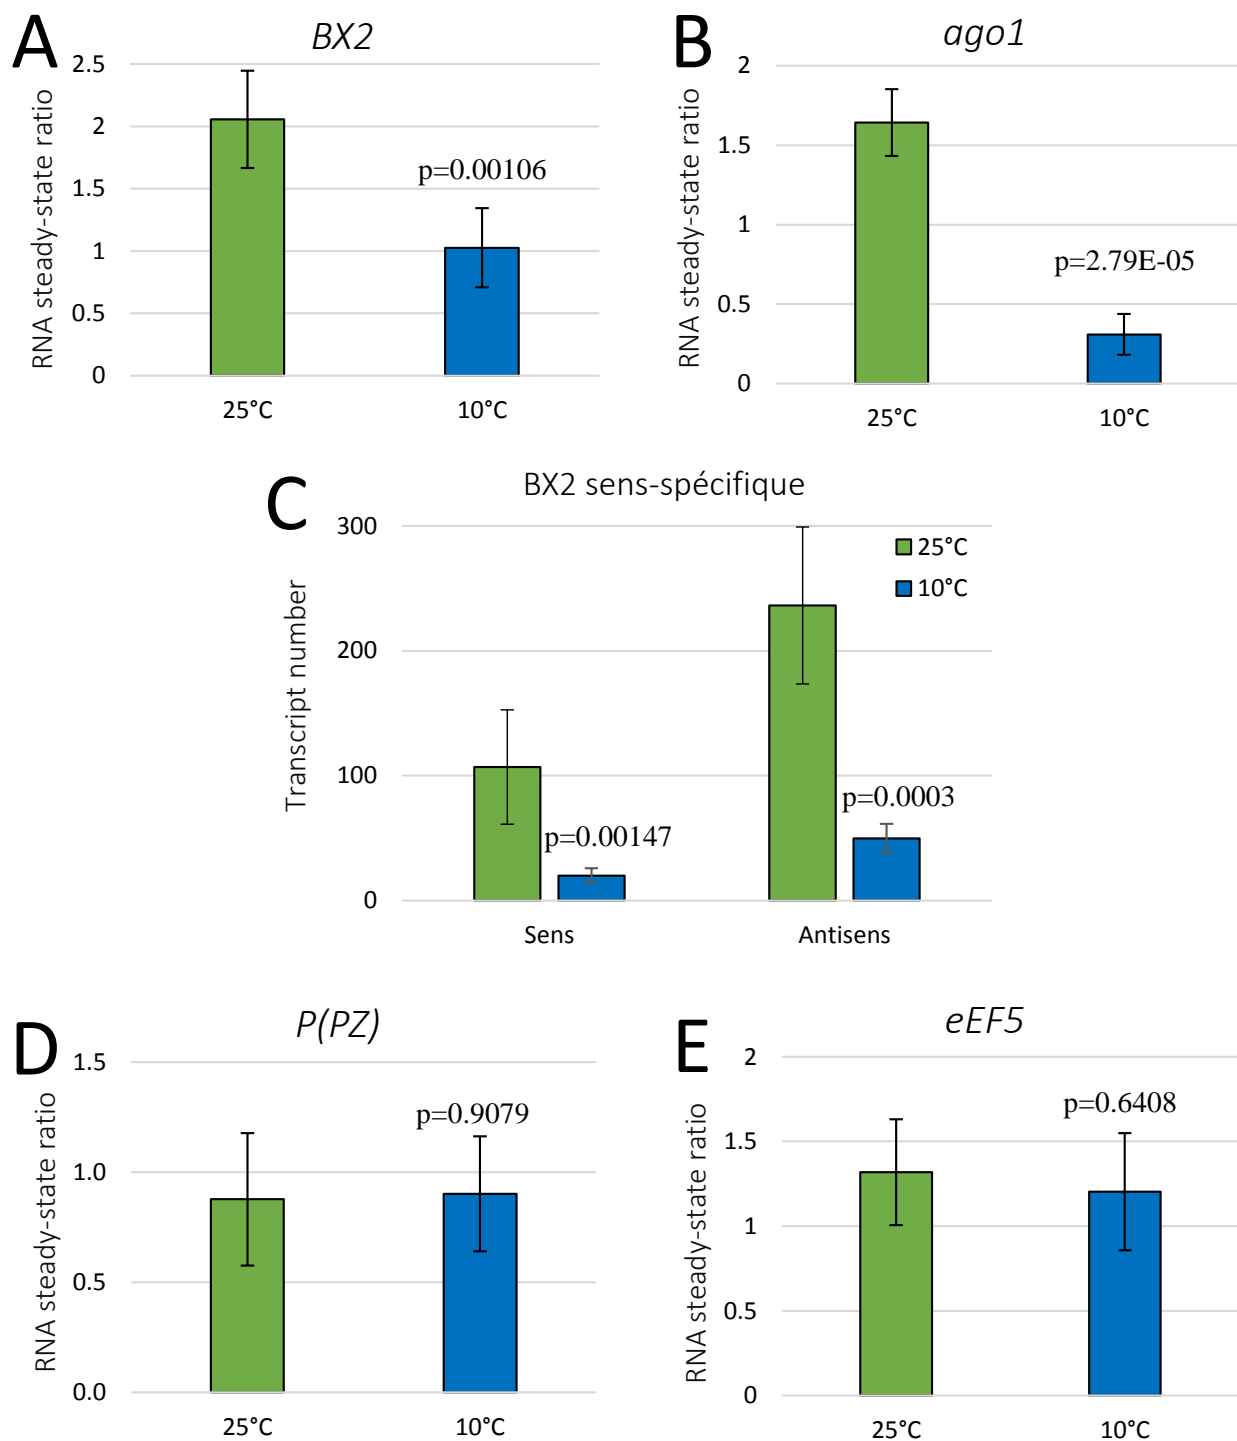 A
BX2
RNA steady-state ratio
2.5
2
1.5
1
0.5
0
p=0.00106
25°C
10°C
B
ago1
RNA steady-state ratio
2
1.5
1
0.5
0
p=2.79E-05
25°C
10°C
C
BX2 sens-spécifique
Transcript number
300
200
100
0
25°C
10°C
p=0.00147
p=0.0003
Sens
Antisens
D
P(PZ)
RNA steady-state ratio
1.5
1.0
0.5
0.0
p=0.9079
25°C
10°C
E
eEF5
RNA steady-state ratio
2
1.5
1
0.5
0
p=0.6408
25°C
10°C